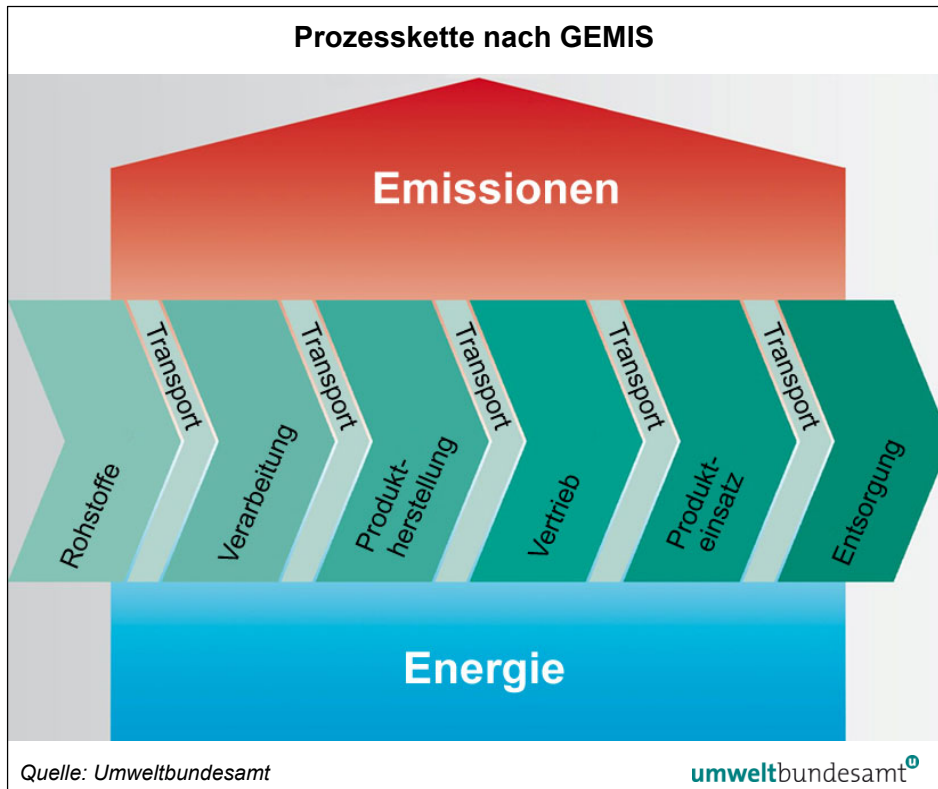 Prozesskette nach GEMIS
Emissionen
Rohstoffe
Transport
Verarbeitung
Transport
Produkt-
herstellung
Transport
Vertrieb
Transport
Produkt-
einsatz
Transport
Entsorgung
Energie
Quelle: Umweltbundesamt
umweltbundesamt
u